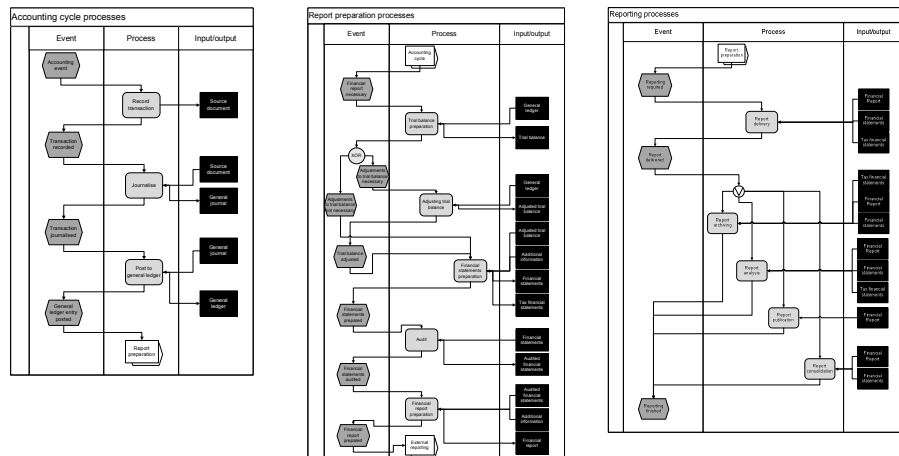 Accounting cycle processes
Event
Process
Input/output
Accounting
event
Record
transaction
Source
document
Transaction
recorded
Journalise
Source
document
General
journal
Transaction
journalised
Post to
general ledger
General
journal
General
ledger
General
ledger entity
posted
Report
preparation
Report preparation processes
Event
Process
Input/output
Accounting
cycle
Financial
report
necessary
Trial balance
preparation
General
ledger
Trial balance
XOR
Adjustments
to trial balance
necessary
Adjustments
to trial balance
not necessary
Adjusting trial
balance
General
ledger
Adjusted trial
balance
Trial balance
adjusted
Financial
statements
preparation
Adjusted trial
balance
Additional
information
Financial
statements
Tax financial
statements
Financial
statements
prepared
Audit
Financial
statements
Audited
financial
statements
Financial
statements
audited
Financial
report
preparation
Audited
financial
statements
Additional
information
Financial
report
Financial
report
prepared
External
reporting
Reporting processes
Event
Process
Input/output
Report
preparation
Reporting
required
Report
delivery
Financial
Report
Financial
statements
Tax financial
statements
Report
delivered
V
Report
archiving
Tax financial
statements
Financial
Report
Financial
statements
Report
analysis
Financial
Report
Financial
statements
Tax financial
statements
Report
publication
Financial
Report
Report
consolidation
Financial
Report
Financial
statements
Reporting
finished